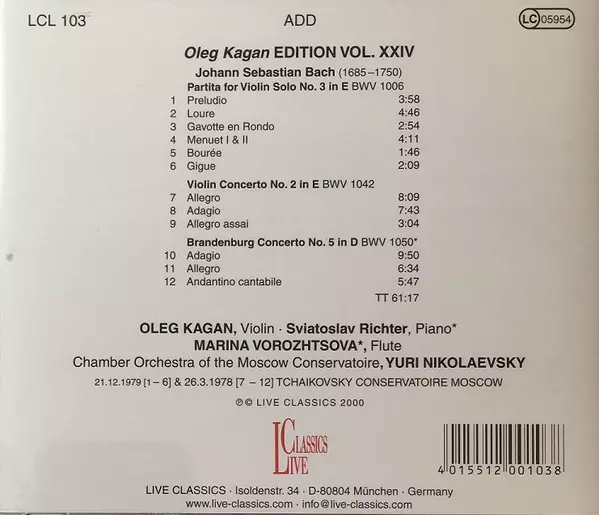 LCL 103 ADD LC 05954
Oleg Kagan EDITION VOL. XXIV
Johann Sebastian Bach (1685–1750)
Partita for Violin Solo No. 3 in E BWV 1006
1 Preludio 3:58
2 Loure 4:46
3 Gavotte en Rondo 2:54
4 Menuet I & II 4:11
5 Bourée 1:46
6 Gigue 2:09
Violin Concerto No. 2 in E BWV 1042
7 Allegro 8:09
8 Adagio 7:43
9 Allegro assai 3:04
Brandenburg Concerto No. 5 in D BWV 1050*
10 Adagio 9:50
11 Allegro 6:34
12 Andantino cantabile 5:47
TT 61:17
OLEG KAGAN, Violin · Sviatoslav Richter, Piano*
MARINA VOROZHTSOVA*, Flute
Chamber Orchestra of the Moscow Conservatoire, YURI NIKOLAEVSKY
21.12.1979 [1 – 6] & 26.3.1978 [7 – 12] TCHAIKOVSKY CONSERVATOIRE MOSCOW
℗© LIVE CLASSICS 2000
CLASSICS
LIVE
4 015512 001038
LIVE CLASSICS · Isoldenstr. 34 · D-80804 München · Germany
www.live-classics.com · info@live-classics.com